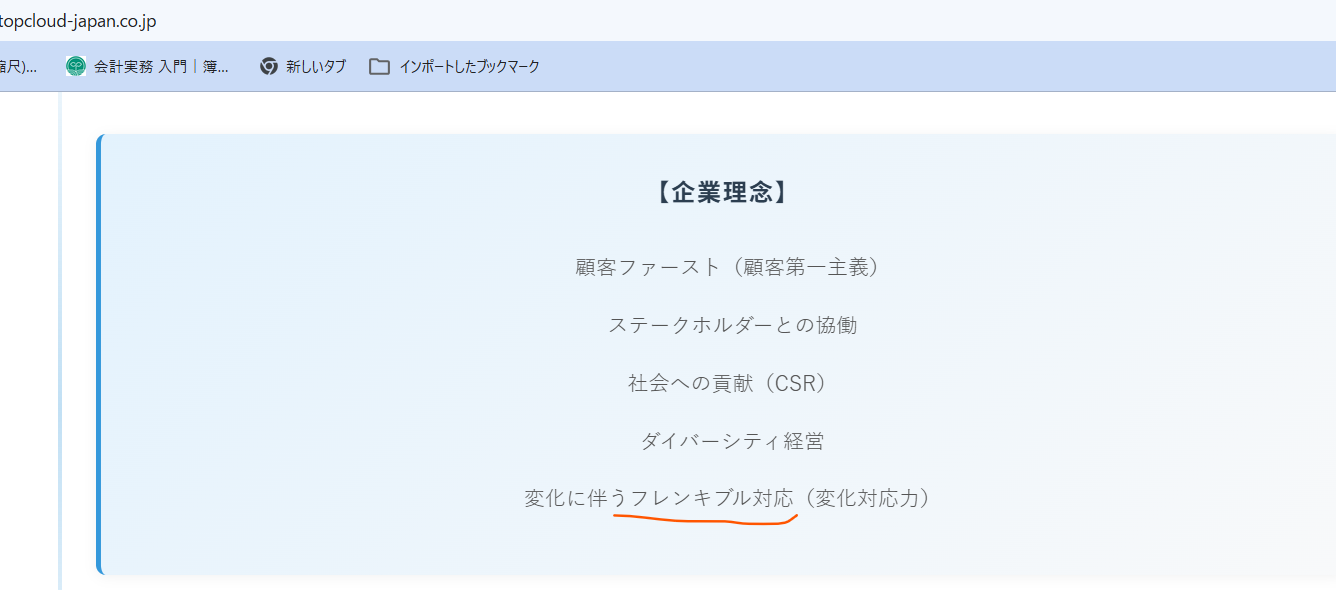 topcloud-japan.co.jp
尺)...
会計実務 入門｜簿...
新しいタブ
インポートしたブックマーク
【企業理念】
顧客ファースト（顧客第一主義）
ステークホルダーとの協働
社会への貢献（CSR）
ダイバーシティ経営
変化に伴うフレンキブル対応（変化対応力）